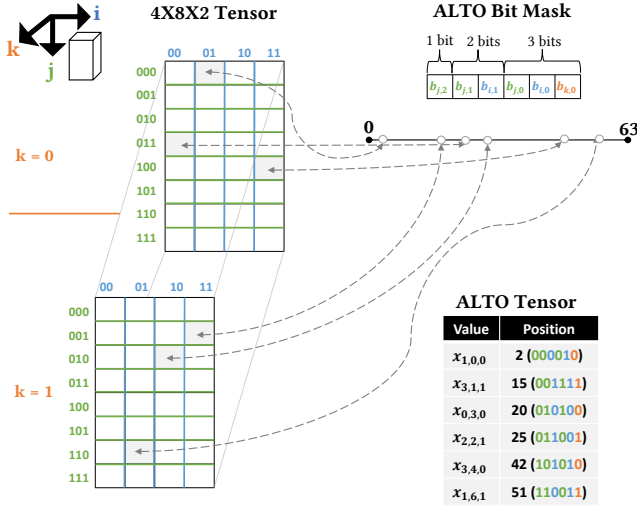 4X8X2 Tensor
ALTO Bit Mask
i
k
j
1 bit 2 bits 3 bits
b_{j,2} b_{j,1} b_{i,1} b_{j,0} b_{i,0} b_{k,0}
00 01 10 11
000
001
010
011
100
101
110
111
k = 0
0 63
00 01 10 11
000
001
010
011
100
101
110
111
k = 1
ALTO Tensor
Value Position
x_{1,0,0} 2 (000010)
x_{3,1,1} 15 (001111)
x_{0,3,0} 20 (010100)
x_{2,2,1} 25 (011001)
x_{3,4,0} 42 (101010)
x_{1,6,1} 51 (110011)